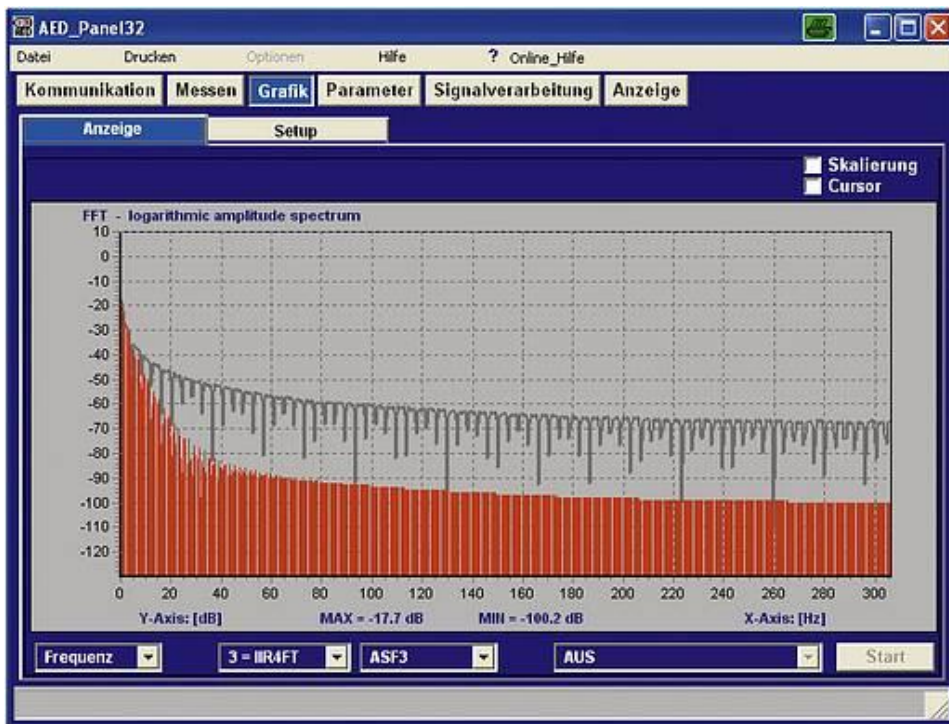 AED_Panel32
Datei Drucken Optionen Hilfe ? Online_Hilfe
Kommunikation Messen Grafik Parameter Signalverarbeitung Anzeige
Anzeige Setup
Skalierung
Cursor
FFT - logarithmic amplitude spectrum
10
0
-10
-20
-30
-40
-50
-60
-70
-80
-90
-100
-110
-120
0 20 40 60 80 100 120 140 160 180 200 220 240 260 280 300
Y-Axis: [dB] MAX = -17.7 dB MIN = -100.2 dB X-Axis: [Hz]
Frequenz 3 = IIR4FT ASF3 AUS Start